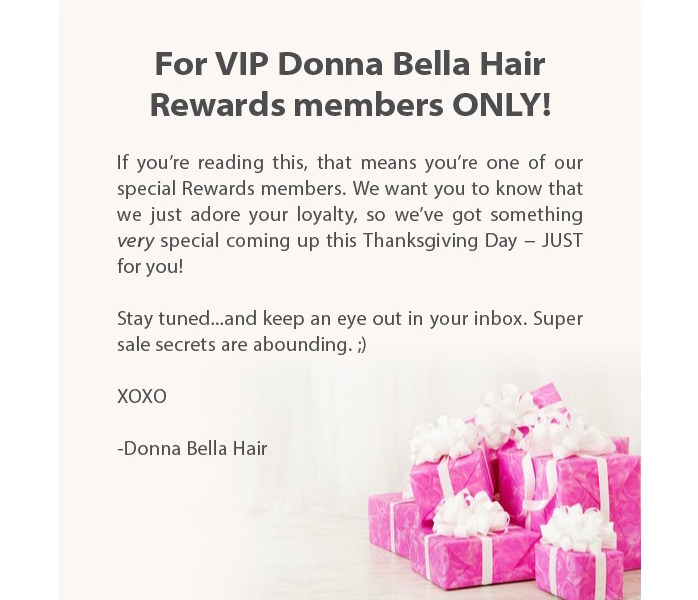 For VIP Donna Bella Hair
Rewards members ONLY!
If you’re reading this, that means you’re one of our
special Rewards members. We want you to know that
we just adore your loyalty, so we’ve got something
very special coming up this Thanksgiving Day – JUST
for you!
Stay tuned...and keep an eye out in your inbox. Super
sale secrets are abounding. ;)
XOXO
-Donna Bella Hair